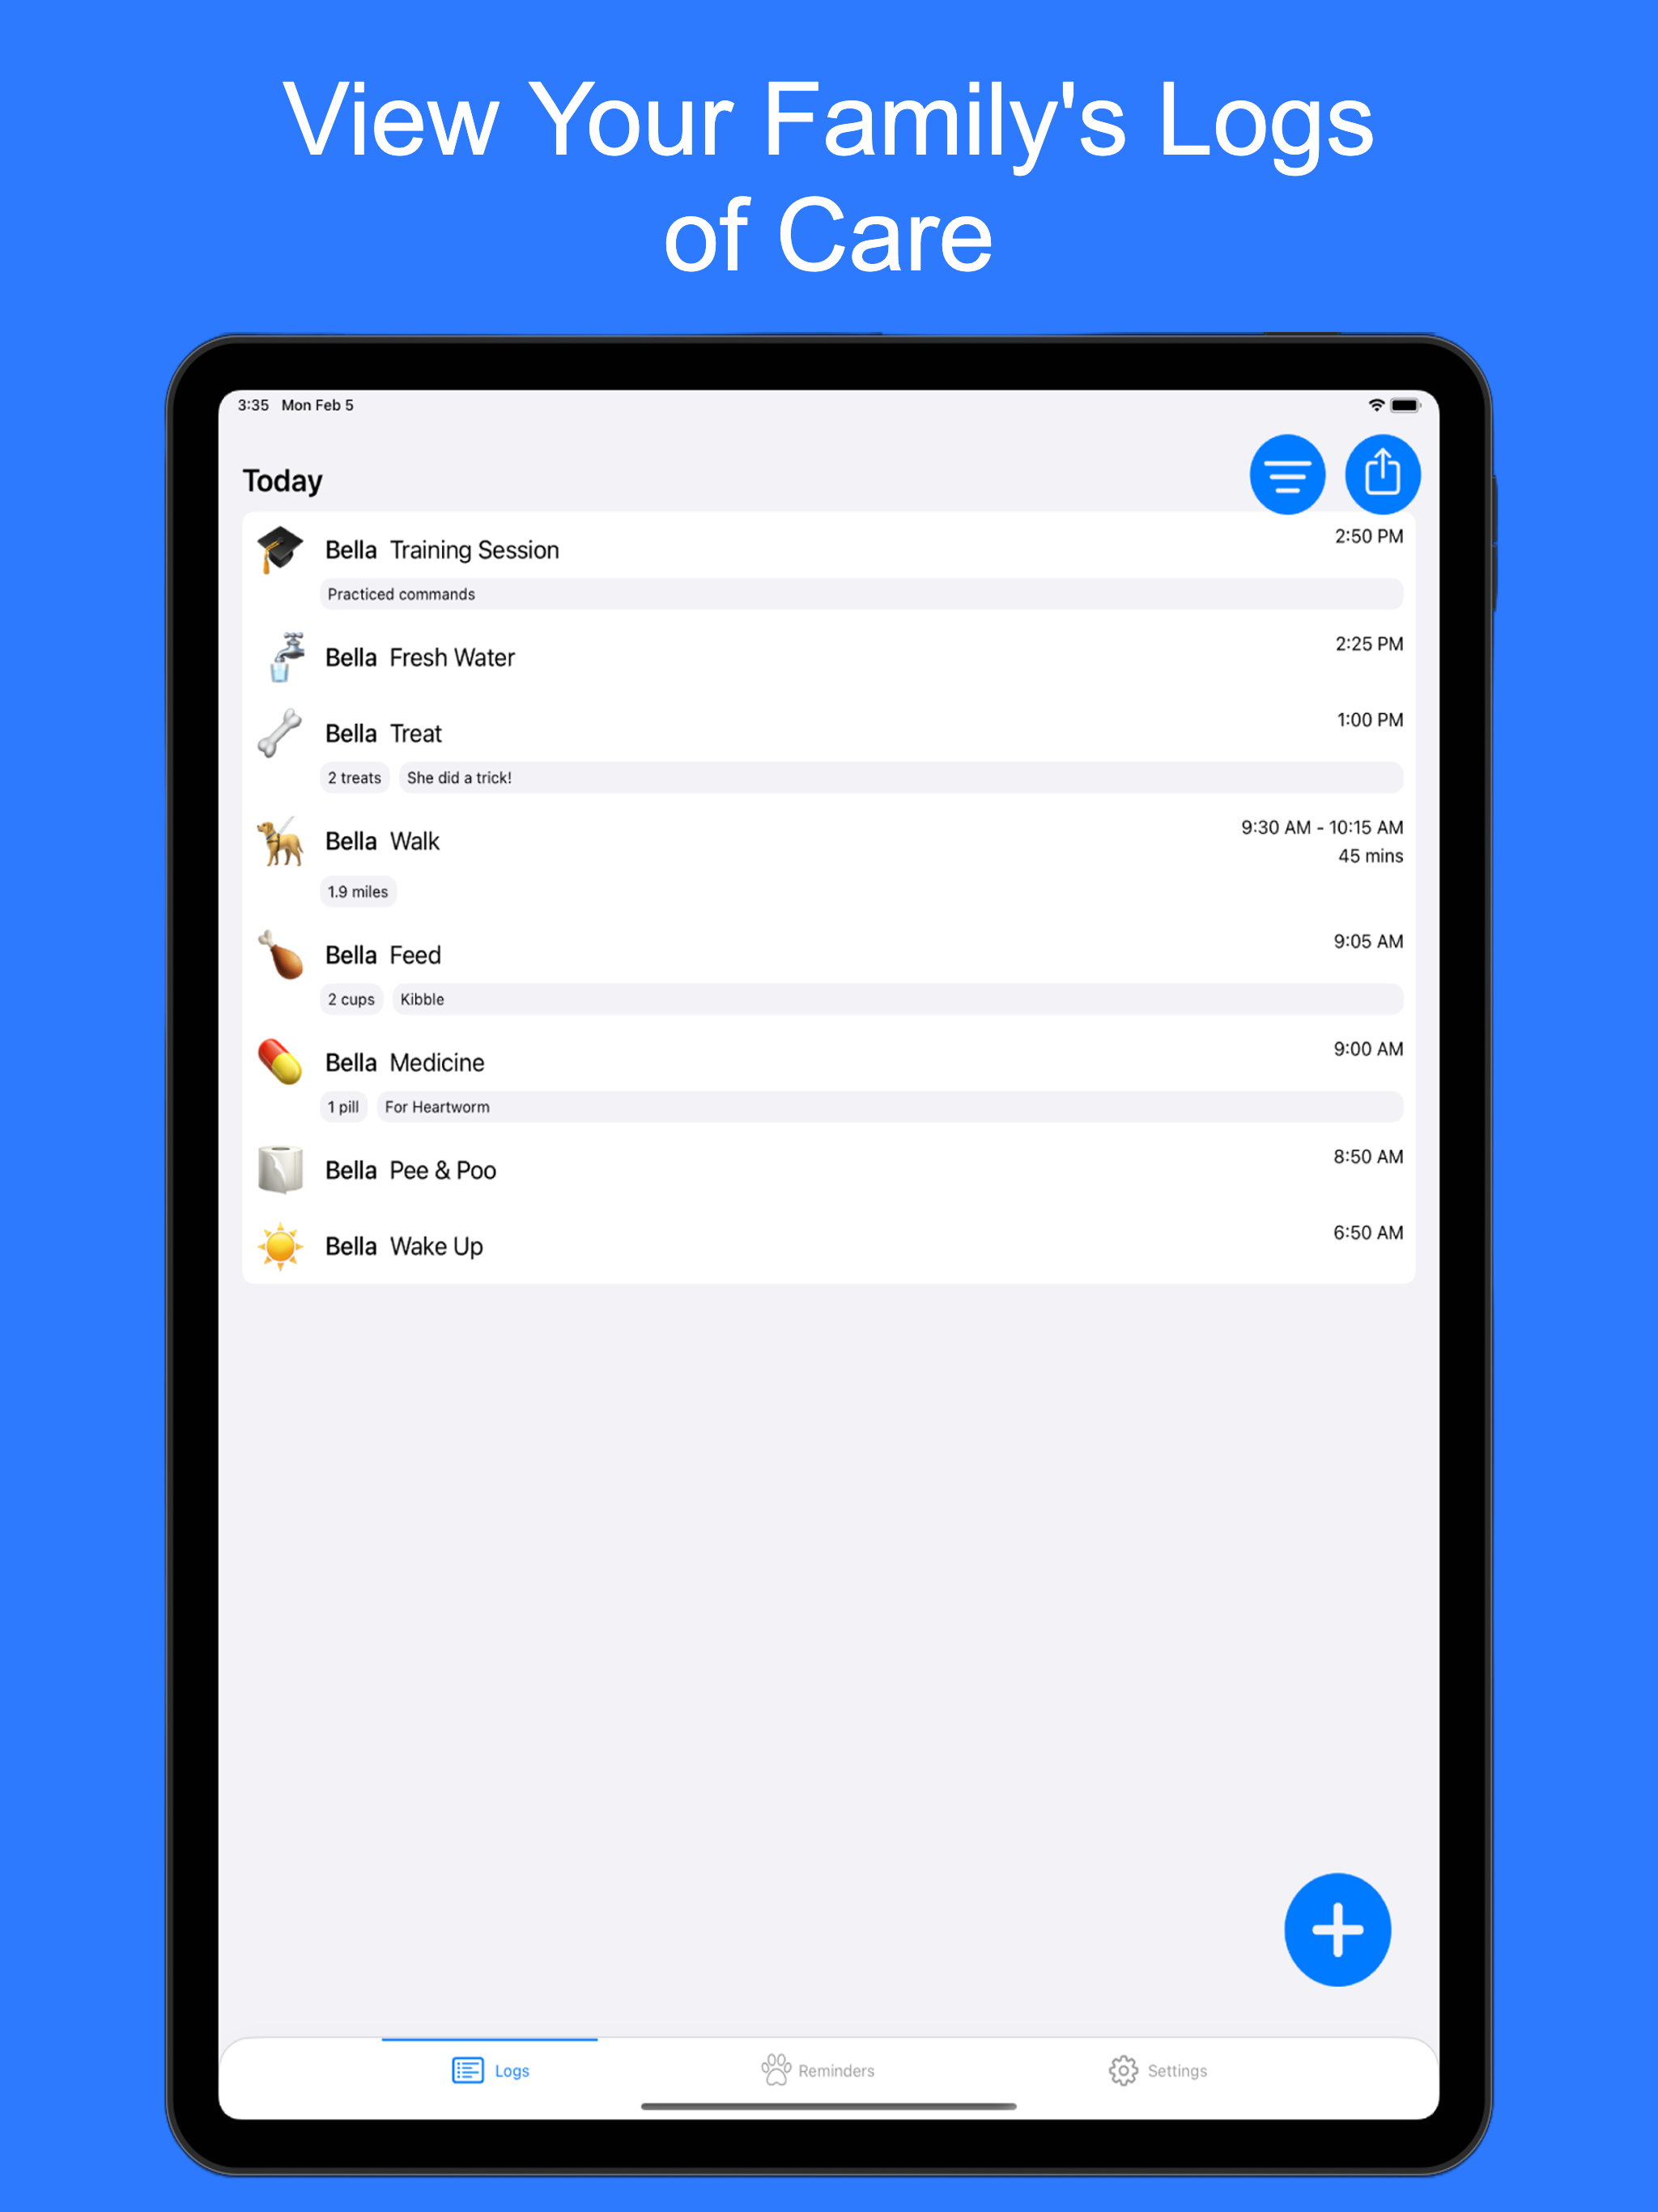 View Your Family's Logs
of Care
3:35 Mon Feb 5
Today
Bella Training Session 2:50 PM
Practiced commands
Bella Fresh Water 2:25 PM
Bella Treat 1:00 PM
2 treats She did a trick!
Bella Walk 9:30 AM - 10:15 AM
45 mins
1.9 miles
Bella Feed 9:05 AM
2 cups Kibble
Bella Medicine 9:00 AM
1 pill For Heartworm
Bella Pee & Poo 8:50 AM
Bella Wake Up 6:50 AM
Logs Reminders Settings